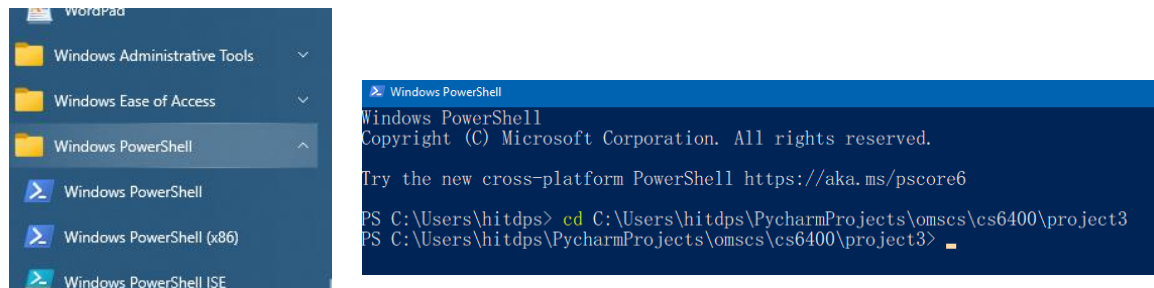 WordPad
Windows Administrative Tools
Windows Ease of Access
Windows PowerShell
Windows PowerShell
Windows PowerShell (x86)
Windows PowerShell ISE
Windows PowerShell
Windows PowerShell
Copyright (C) Microsoft Corporation. All rights reserved.
Try the new cross-platform PowerShell https://aka.ms/pscore6
PS C:\Users\hitdps> cd C:\Users\hitdps\PycharmProjects\omscs\cs6400\project3
PS C:\Users\hitdps\PycharmProjects\omscs\cs6400\project3>